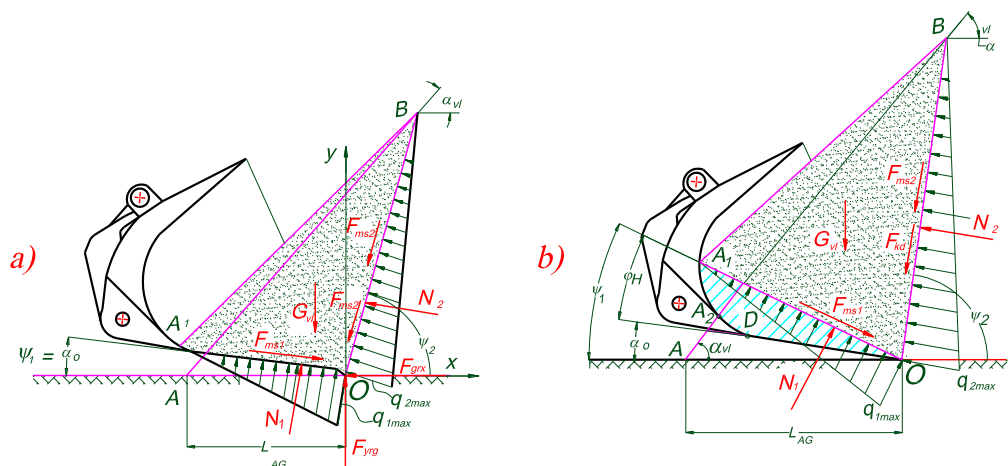 a)
B
α vl
y
F ms2
A 1
G vl
F ms2
N 2
F ms1
ψ 1 = α o
ψ 2
F grx
x
A
O
q 2max
N 1
q 1max
L AG
F yrg
b)
B
vl
α
F ms2
G vl
F kd
N 2
A 1
φ H
ψ 1
F ms1
A 2
D
ψ 2
α o
A
α vl
O
q 2max
N 1
q 1max
L AG